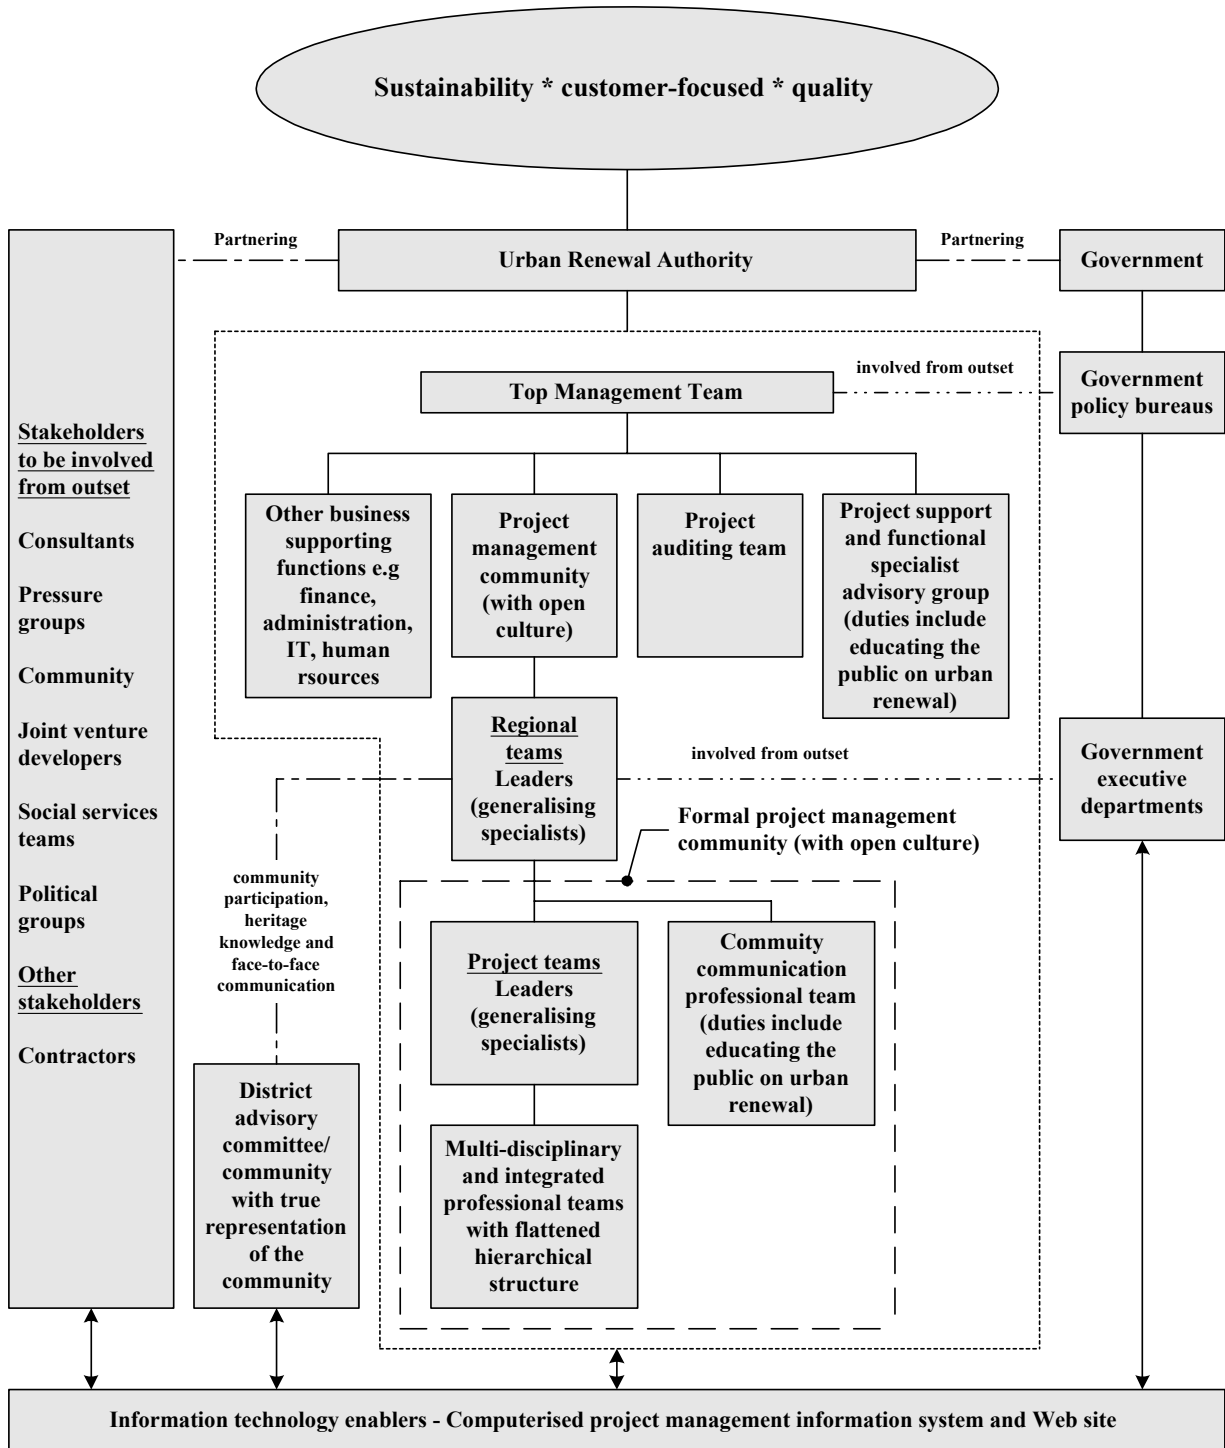 Sustainability * customer-focused * quality
Partnering
Urban Renewal Authority
Partnering
Government
Stakeholders
to be involved
from outset
Consultants
Pressure
groups
Community
Joint venture
developers
Social services
teams
Political
groups
Other
stakeholders
Contractors
Top Management Team
involved from outset
Government
policy bureaus
Other business
supporting
functions e.g
finance,
administration,
IT, human
rsources
Project
management
community
(with open
culture)
Project
auditing team
Project support
and functional
specialist
advisory group
(duties include
educating the
public on urban
renewal)
Regional
teams
Leaders
(generalising
specialists)
involved from outset
Government
executive
departments
Formal project management
community (with open culture)
community
participation,
heritage
knowledge and
face-to-face
communication
Project teams
Leaders
(generalising
specialists)
Commuity
communication
professional team
(duties include
educating the
public on urban
renewal)
District
advisory
committee/
community
with true
representation
of the
community
Multi-disciplinary
and integrated
professional teams
with flattened
hierarchical
structure
Information technology enablers - Computerised project management information system and Web site